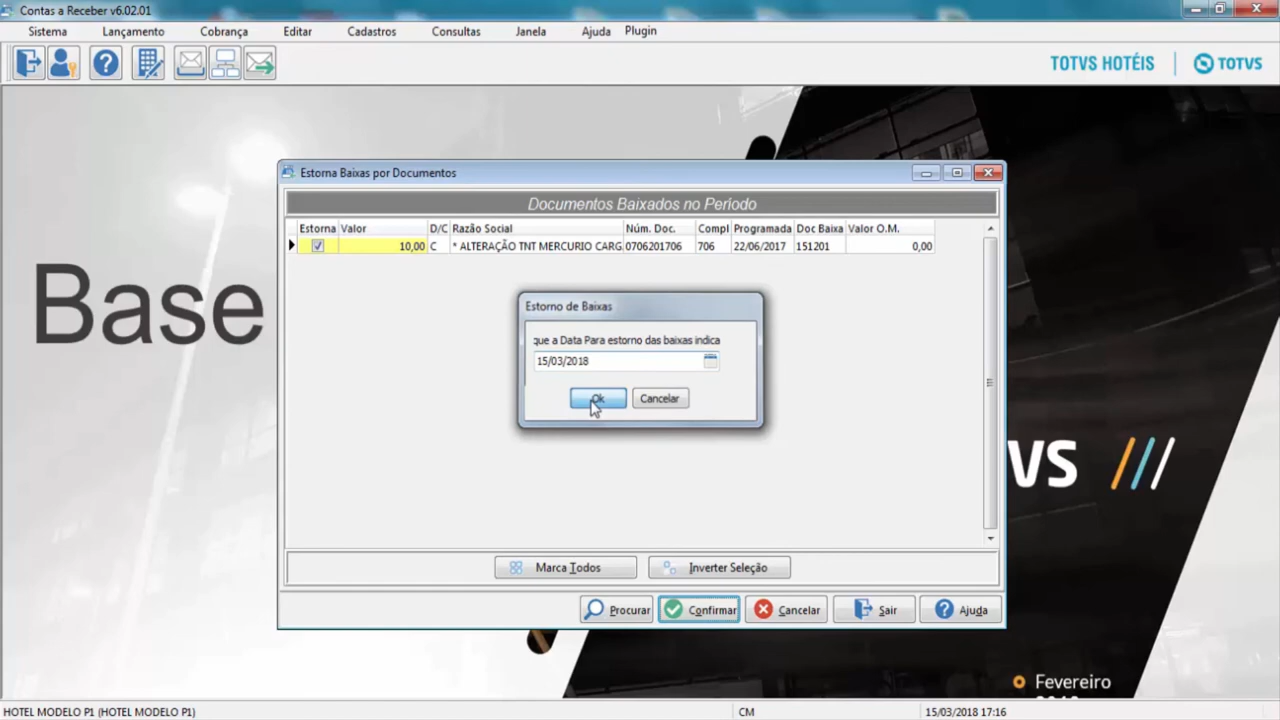 Contas a Receber v6.02.01
Sistema Lançamento Cobrança Editar Cadastros Consultas Janela Ajuda Plugin
TOTVS HOTÉIS TOTVS
Base
Estorna Baixas por Documentos
Documentos Baixados no Período
Estorna Valor D/C Razão Social Núm. Doc. Compl Programada Doc Baixa Valor O.M.
10,00 C * ALTERAÇÃO TNT MERCURIO CARG 0706201706 706 22/06/2017 151201 0,00
Estorno de Baixas
que a Data Para estorno das baixas indica
15/03/2018
Ok Cancelar
VS
Marca Todos Inverter Seleção
Procurar Confirmar Cancelar Sair Ajuda
Fevereiro
HOTEL MODELO P1 (HOTEL MODELO P1) CM 15/03/2018 17:16